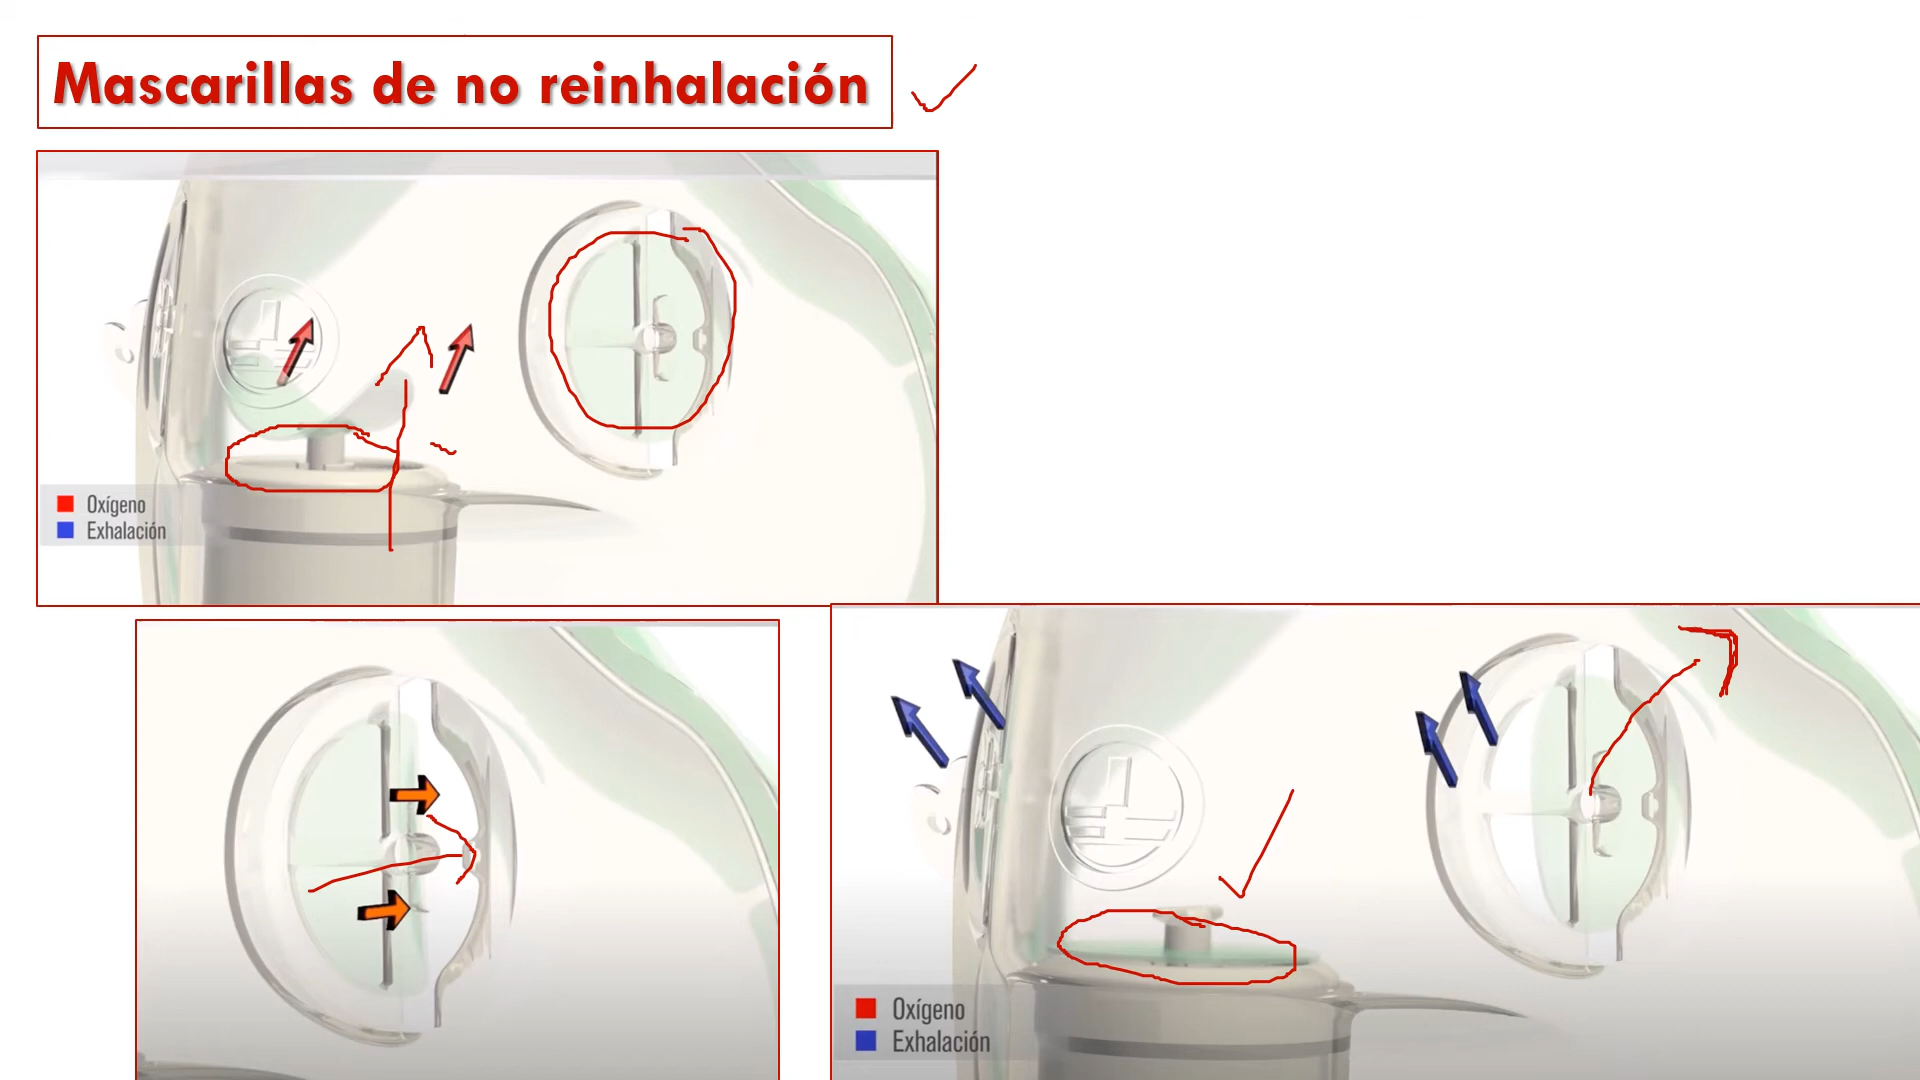 Mascarillas de no reinhalación
Oxígeno
Exhalación
Oxígeno
Exhalación